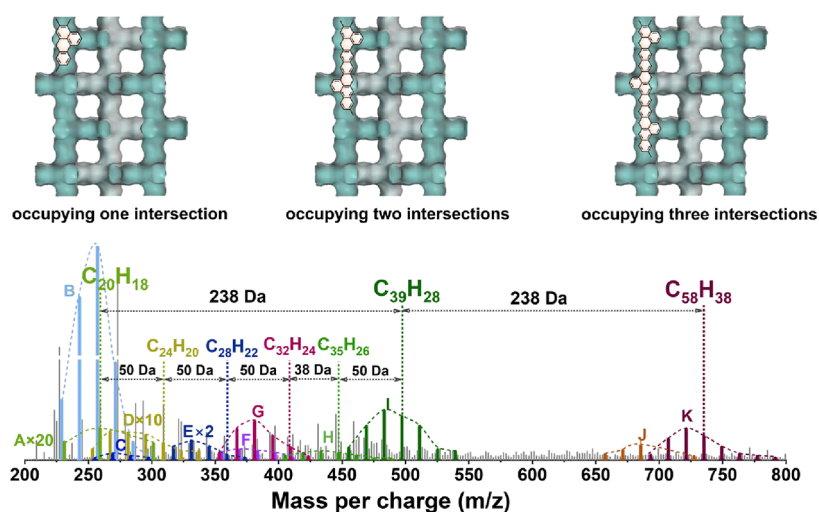 occupying one intersection
occupying two intersections
occupying three intersections
C₂₀H₁₈
C₃₉H₂₈
C₅₈H₃₈
B
238 Da
238 Da
C₂₄H₂₀
C₂₈H₂₂
C₃₂H₂₄
C₃₅H₂₆
50 Da
50 Da
50 Da
38 Da
50 Da
A×20
D×10
C
E×2
F
G
H
I
J
K
200
250
300
350
400
450
500
550
600
650
700
750
800
Mass per charge (m/z)